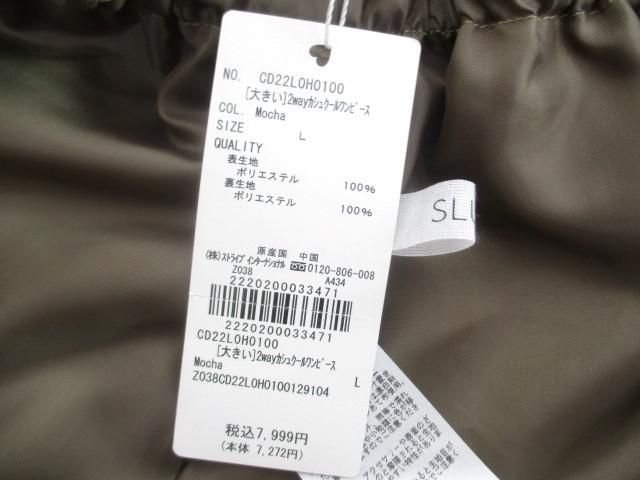 NO. CD22L0H0100
[大きい]2wayｶｼｭｸｰﾙﾜﾝﾋﾟｰｽ
COL. Mocha
SIZE L
QUALITY
表生地
ポリエステル 100%
裏生地
ポリエステル 100%
原産国 中国
(株)ｽﾄﾗｲﾌﾟ ｲﾝﾀｰﾅｼｮﾅﾙ 0120-806-008
Z038 A434
2220200033471
2220200033471
CD22L0H0100
[大きい]2wayｶｼｭｸｰﾙﾜﾝﾋﾟｰｽ
Mocha L
Z038CD22L0H0100129104
税込7,999円
(本体 7,272円)
SLU